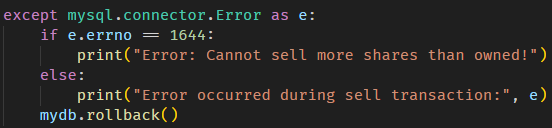 except mysql.connector.Error as e:
    if e.errno == 1644:
        print("Error: Cannot sell more shares than owned!")
    else:
        print("Error occurred during sell transaction:", e)
    mydb.rollback()